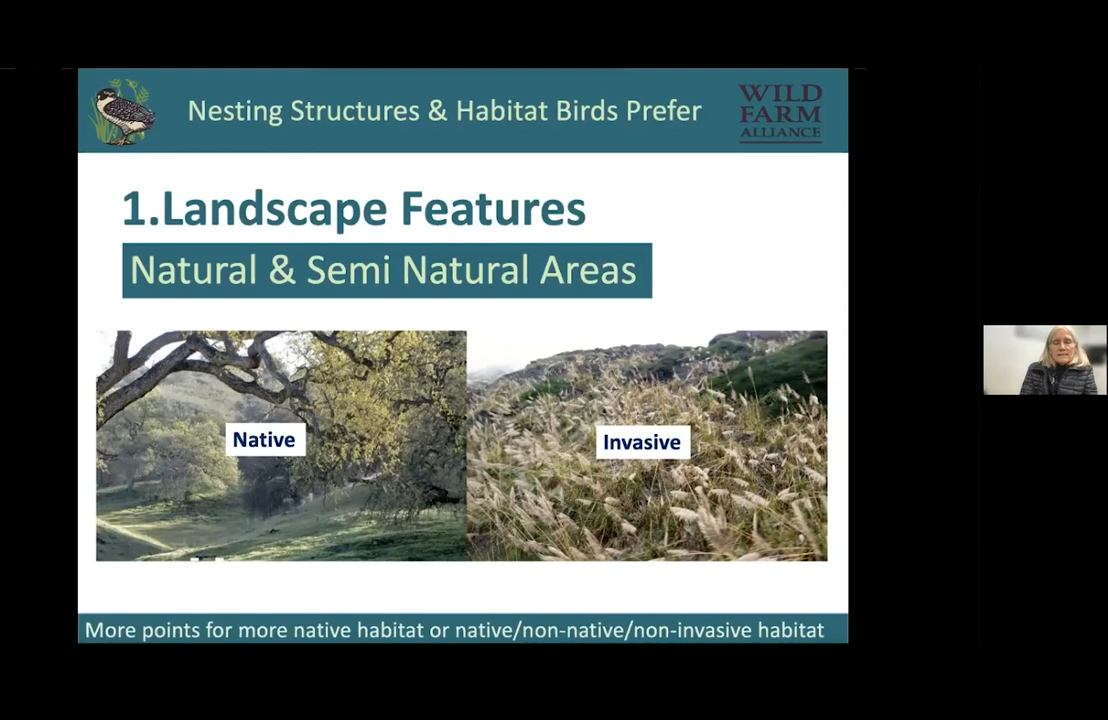 Nesting Structures & Habitat Birds Prefer
WILD
FARM
ALLIANCE
1.Landscape Features
Natural & Semi Natural Areas
Native
Invasive
More points for more native habitat or native/non-native/non-invasive habitat